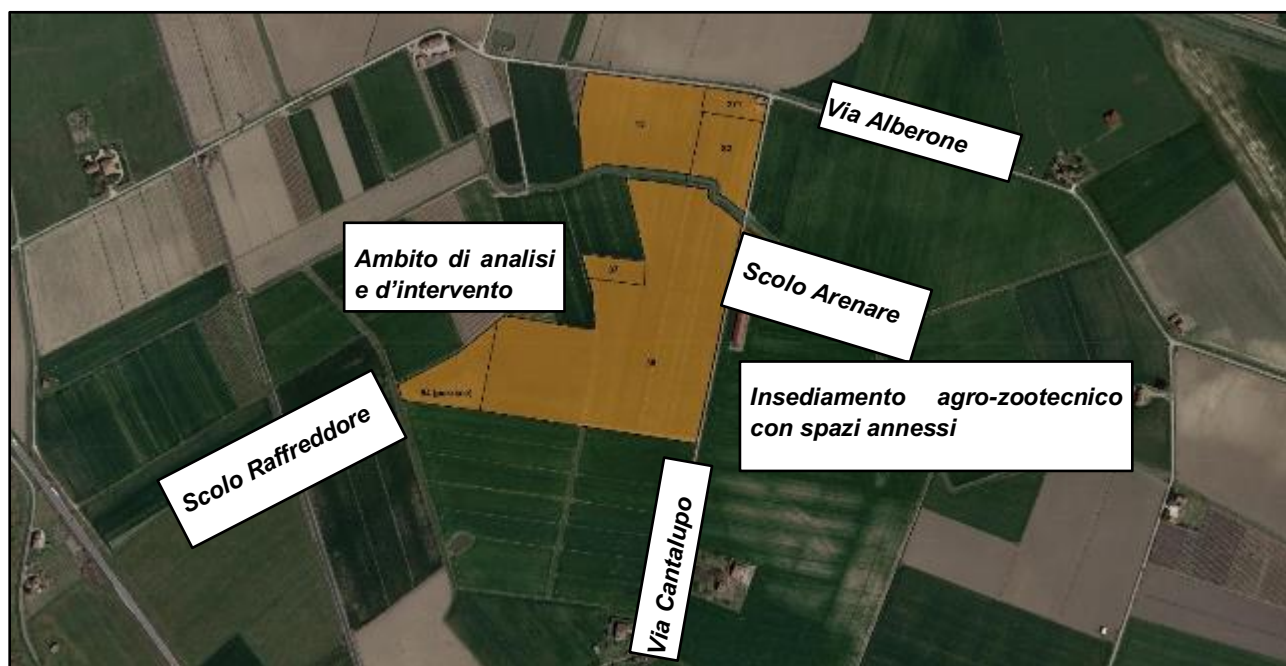 Via Alberone
Ambito di analisi
e d'intervento
Scolo Arenare
Insediamento agro-zootecnico
con spazi annessi
Scolo Raffreddore
Via Cantalupo